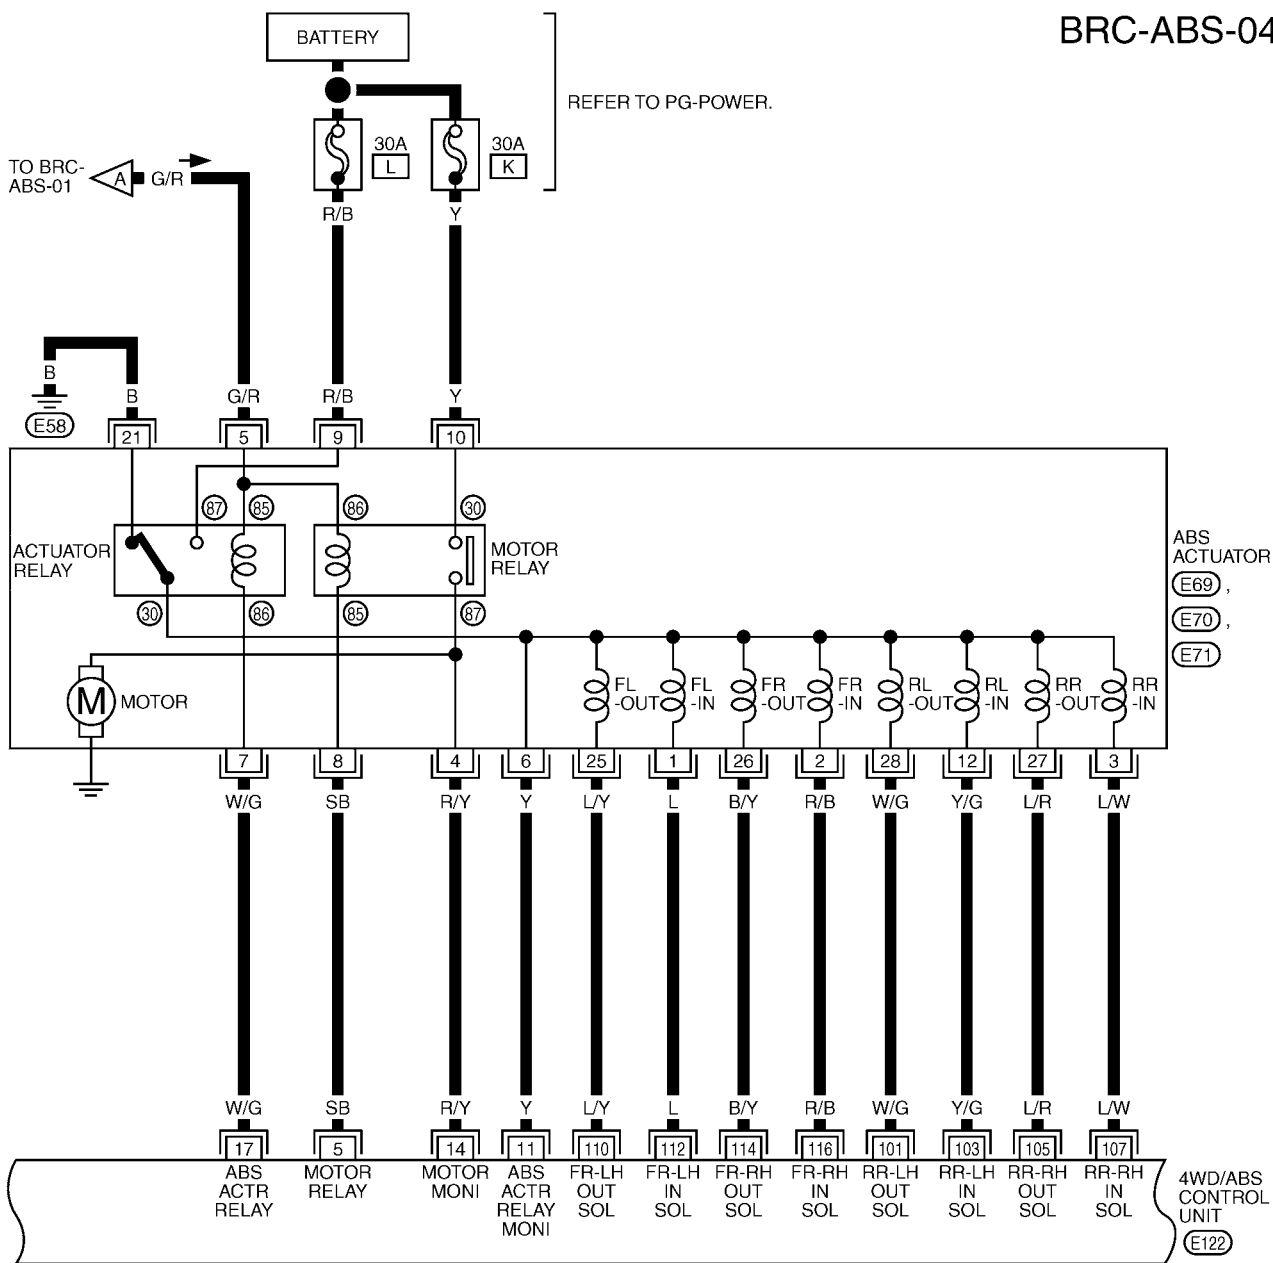 BRC-ABS-04
BATTERY
REFER TO PG-POWER.
30A
L
30A
K
TO BRC-
ABS-01
A
G/R
R/B
Y
B
B
G/R
R/B
Y
E58
21
5
9
10
87
85
86
30
ACTUATOR
RELAY
MOTOR
RELAY
ABS
ACTUATOR
E69 ,
E70 ,
E71
30
86
85
87
M
MOTOR
FL
-OUT
FL
-IN
FR
-OUT
FR
-IN
RL
-OUT
RL
-IN
RR
-OUT
RR
-IN
7
8
4
6
25
1
26
2
28
12
27
3
W/G
SB
R/Y
Y
L/Y
L
B/Y
R/B
W/G
Y/G
L/R
L/W
W/G
SB
R/Y
Y
L/Y
L
B/Y
R/B
W/G
Y/G
L/R
L/W
17
5
14
11
110
112
114
116
101
103
105
107
ABS
ACTR
RELAY
MOTOR
RELAY
MOTOR
MONI
ABS
ACTR
RELAY
MONI
FR-LH
OUT
SOL
FR-LH
IN
SOL
FR-RH
OUT
SOL
FR-RH
IN
SOL
RR-LH
OUT
SOL
RR-LH
IN
SOL
RR-RH
OUT
SOL
RR-RH
IN
SOL
4WD/ABS
CONTROL
UNIT
E122